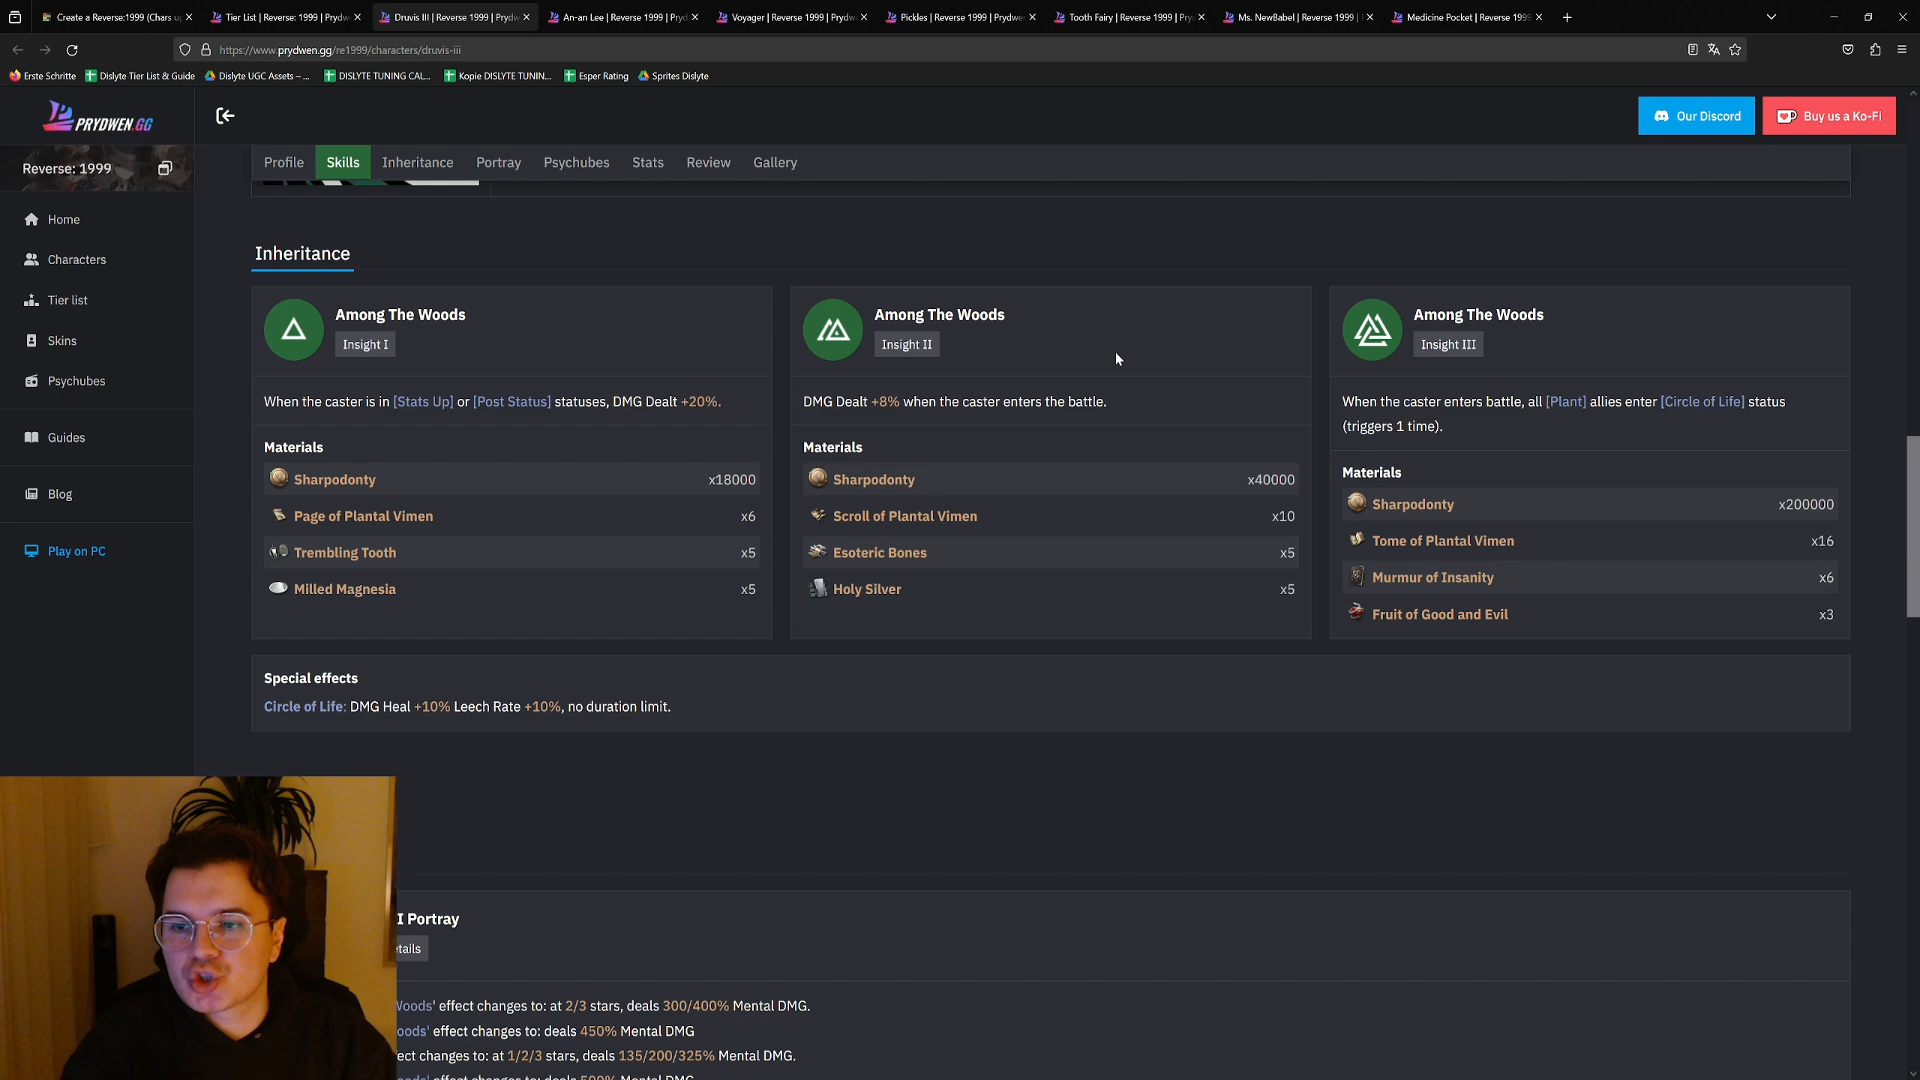 Create a Reverse:1999 (Chars u
Tier List | Reverse: 1999 | Prydw
Druvis III | Reverse 1999 | Prydw
An-an Lee | Reverse 1999 | Pryd
Voyager | Reverse 1999 | Prydwe
Pickles | Reverse 1999 | Prydwen
Tooth Fairy | Reverse 1999 | Pry
Ms. NewBabel | Reverse 1999 |
Medicine Pocket | Reverse 1999
https://www.prydwen.gg/re1999/characters/druvis-iii
Erste Schritte
Dislyte Tier List & Guide
Dislyte UGC Assets – ...
DISLYTE TUNING CAL...
Kopie DISLYTE TUNIN...
Esper Rating
Sprites Dislyte
PRYDWEN.GG
Our Discord
Buy us a Ko-Fi
Reverse: 1999
Profile
Skills
Inheritance
Portray
Psychubes
Stats
Review
Gallery
Home
Characters
Tier list
Skins
Psychubes
Guides
Blog
Play on PC
Inheritance
Among The Woods
Insight I
When the caster is in [Stats Up] or [Post Status] statuses, DMG Dealt +20%.
Materials
Sharpodonty x18000
Page of Plantal Vimen x6
Trembling Tooth x5
Milled Magnesia x5
Among The Woods
Insight II
DMG Dealt +8% when the caster enters the battle.
Materials
Sharpodonty x40000
Scroll of Plantal Vimen x10
Esoteric Bones x5
Holy Silver x5
Among The Woods
Insight III
When the caster enters battle, all [Plant] allies enter [Circle of Life] status
(triggers 1 time).
Materials
Sharpodonty x200000
Tome of Plantal Vimen x16
Murmur of Insanity x6
Fruit of Good and Evil x3
Special effects
Circle of Life: DMG Heal +10% Leech Rate +10%, no duration limit.
I Portray
etails
Woods' effect changes to: at 2/3 stars, deals 300/400% Mental DMG.
oods' effect changes to: deals 450% Mental DMG
ect changes to: at 1/2/3 stars, deals 135/200/325% Mental DMG.
oods' effect changes to: deals 500% Mental DMG